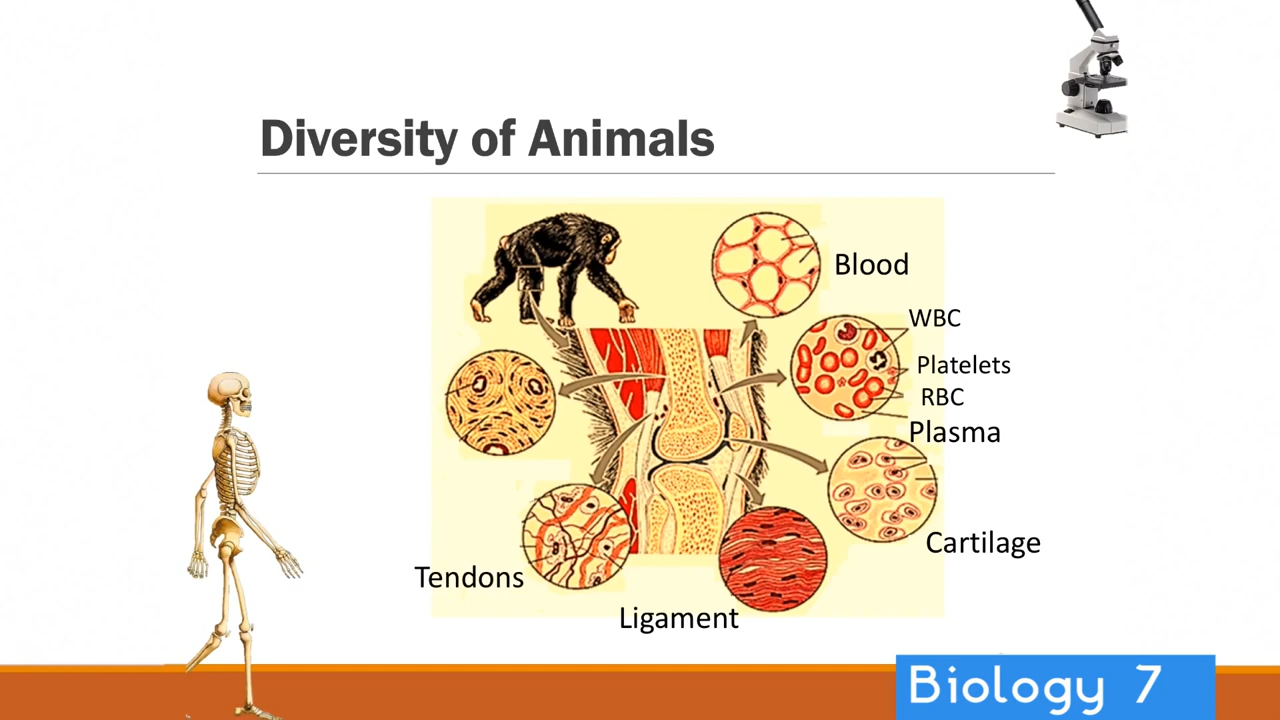 Diversity of Animals
Blood
WBC
Platelets
RBC
Plasma
Cartilage
Tendons
Ligament
Biology 7